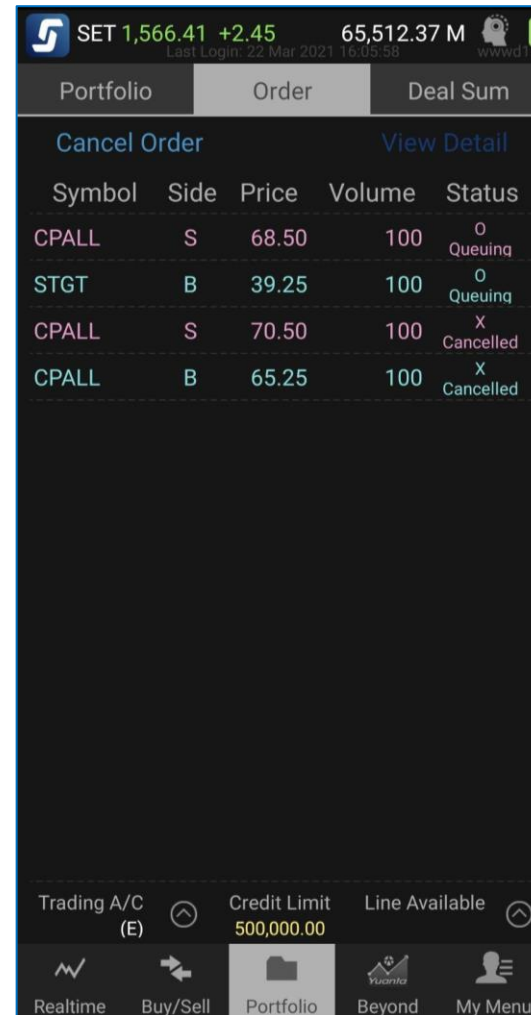 SET 1,566.41 +2.45 65,512.37 M
Last Login: 22 Mar 2021 16:05:58 wwwd1
Portfolio Order Deal Sum
Cancel Order View Detail
Symbol Side Price Volume Status
CPALL S 68.50 100 O Queuing
STGT B 39.25 100 O Queuing
CPALL S 70.50 100 X Cancelled
CPALL B 65.25 100 X Cancelled
Trading A/C Credit Limit Line Available
(E) 500,000.00
Yuanta
Realtime Buy/Sell Portfolio Beyond My Menu